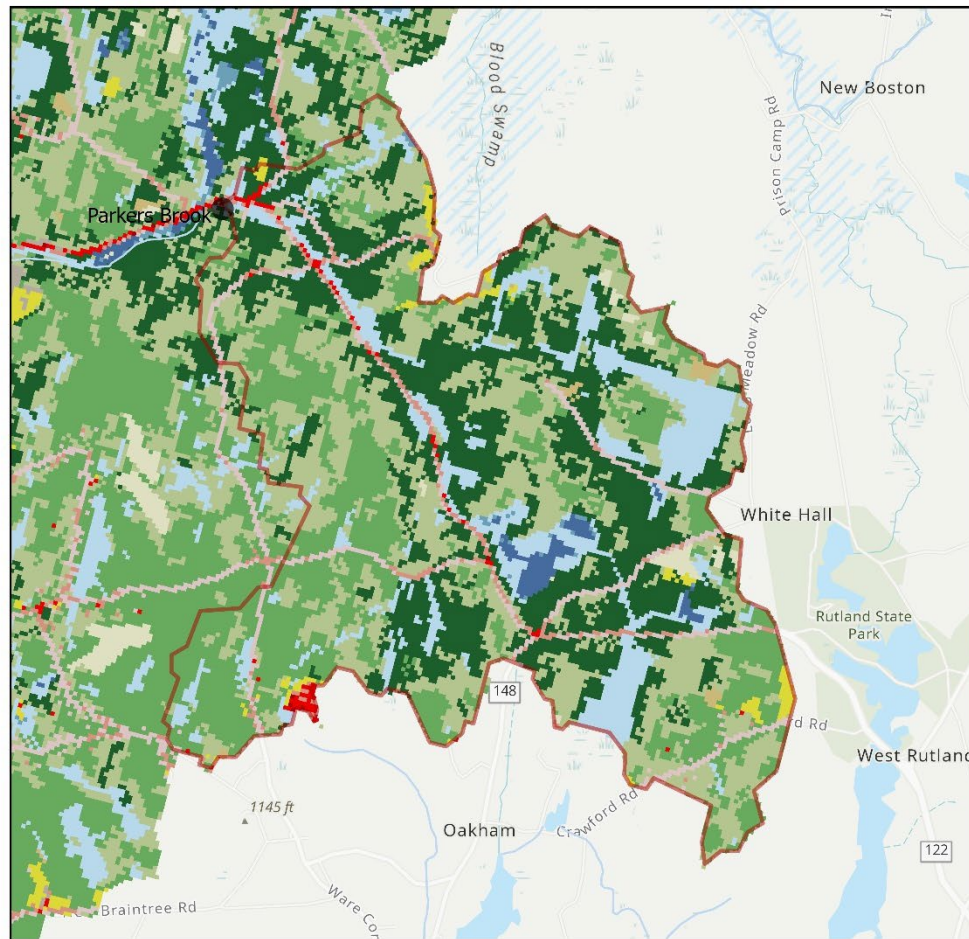 Blood Swamp
New Boston
Prison Camp Rd
Parkers Brook
Meadow Rd
White Hall
Rutland State
Park
148
rd Rd
West Rutland
1145 ft
Oakham
Crawford Rd
122
Braintree Rd
Ware Cor